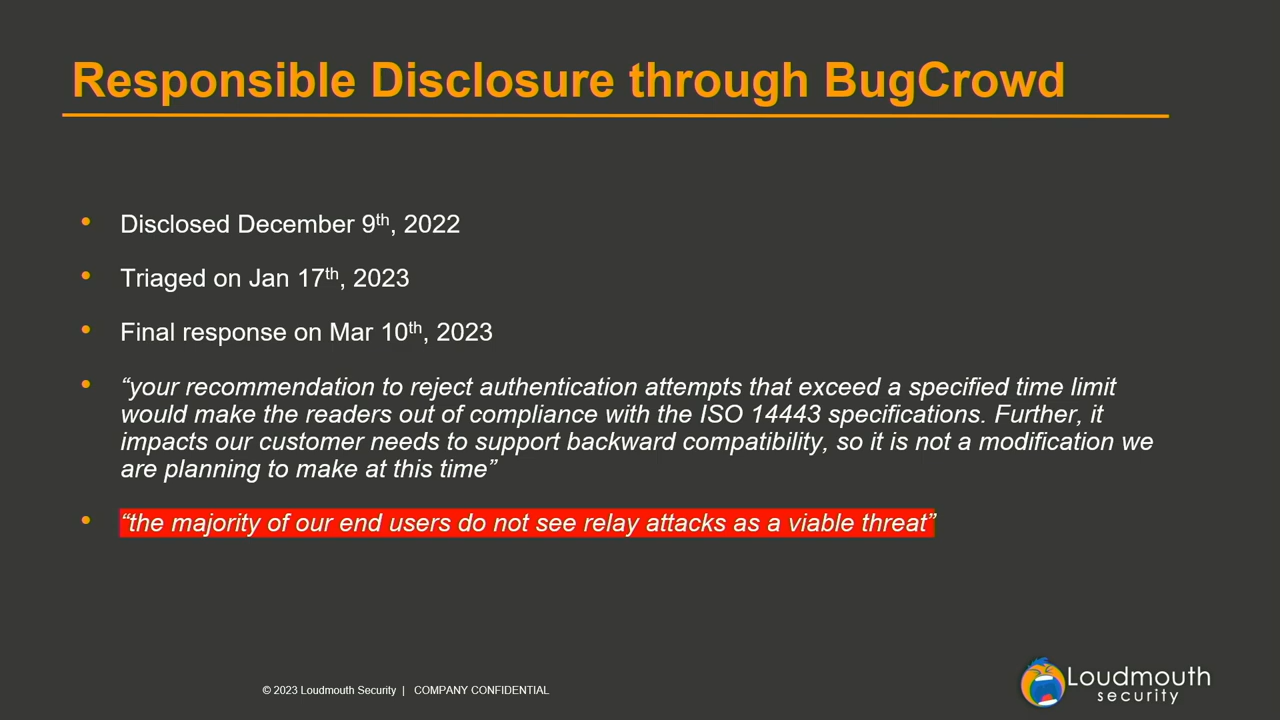 Responsible Disclosure through BugCrowd
• Disclosed December 9th, 2022
• Triaged on Jan 17th, 2023
• Final response on Mar 10th, 2023
• “your recommendation to reject authentication attempts that exceed a specified time limit
would make the readers out of compliance with the ISO 14443 specifications. Further, it
impacts our customer needs to support backward compatibility, so it is not a modification we
are planning to make at this time”
• “the majority of our end users do not see relay attacks as a viable threat”
© 2023 Loudmouth Security | COMPANY CONFIDENTIAL
Loudmouth
security